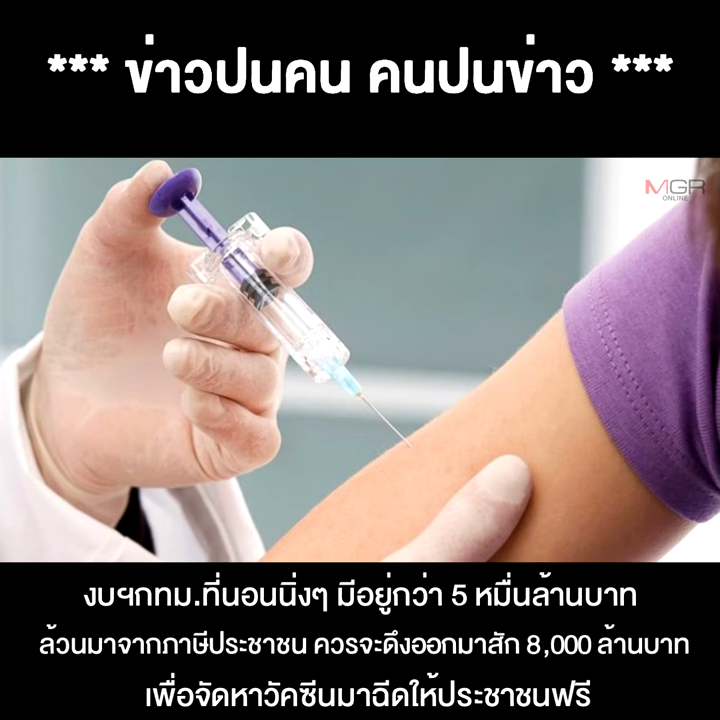 *** ข่าวปนคน คนปนข่าว ***
MGR
ONLINE
งบฯกทม.ที่นอนนิ่งๆ มีอยู่กว่า 5 หมื่นล้านบาท
ล้วนมาจากภาษีประชาชน ควรจะดึงออกมาสัก 8,000 ล้านบาท
เพื่อจัดหาวัคซีนมาฉีดให้ประชาชนฟรี